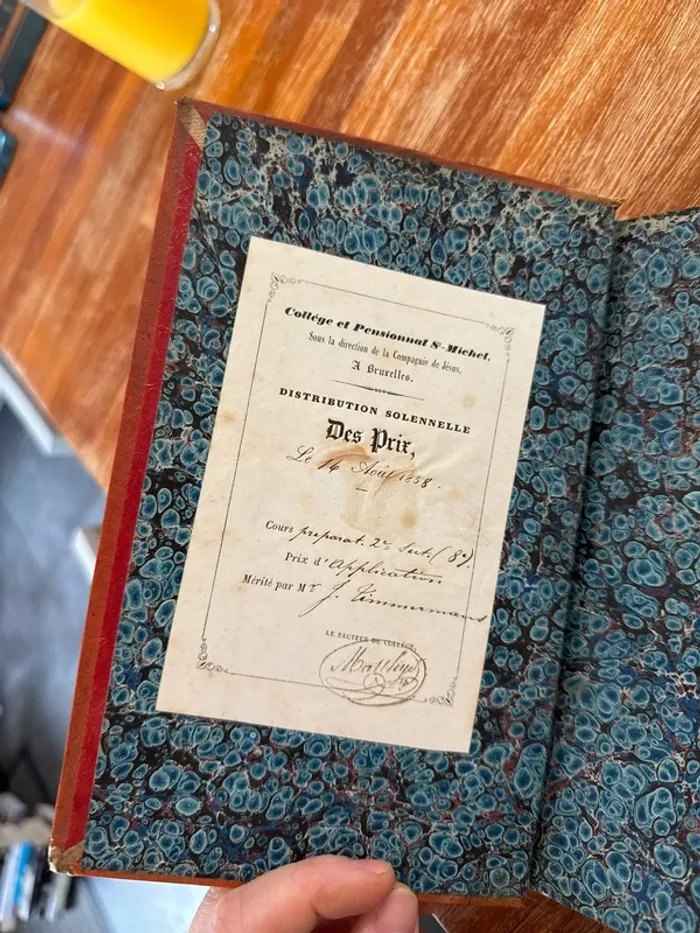 Collége et Pensionnat St-Michel,
Sous la direction de la Compagnie de Jésus,
A Bruxelles.
DISTRIBUTION SOLENNELLE
Des Prix,
Le 14 Août 1858.
Cours préparat. 2e Sect. (8e).
Prix d'Application
Mérité par Mr J. Timmermans
LE RECTEUR DU COLLÉGE,